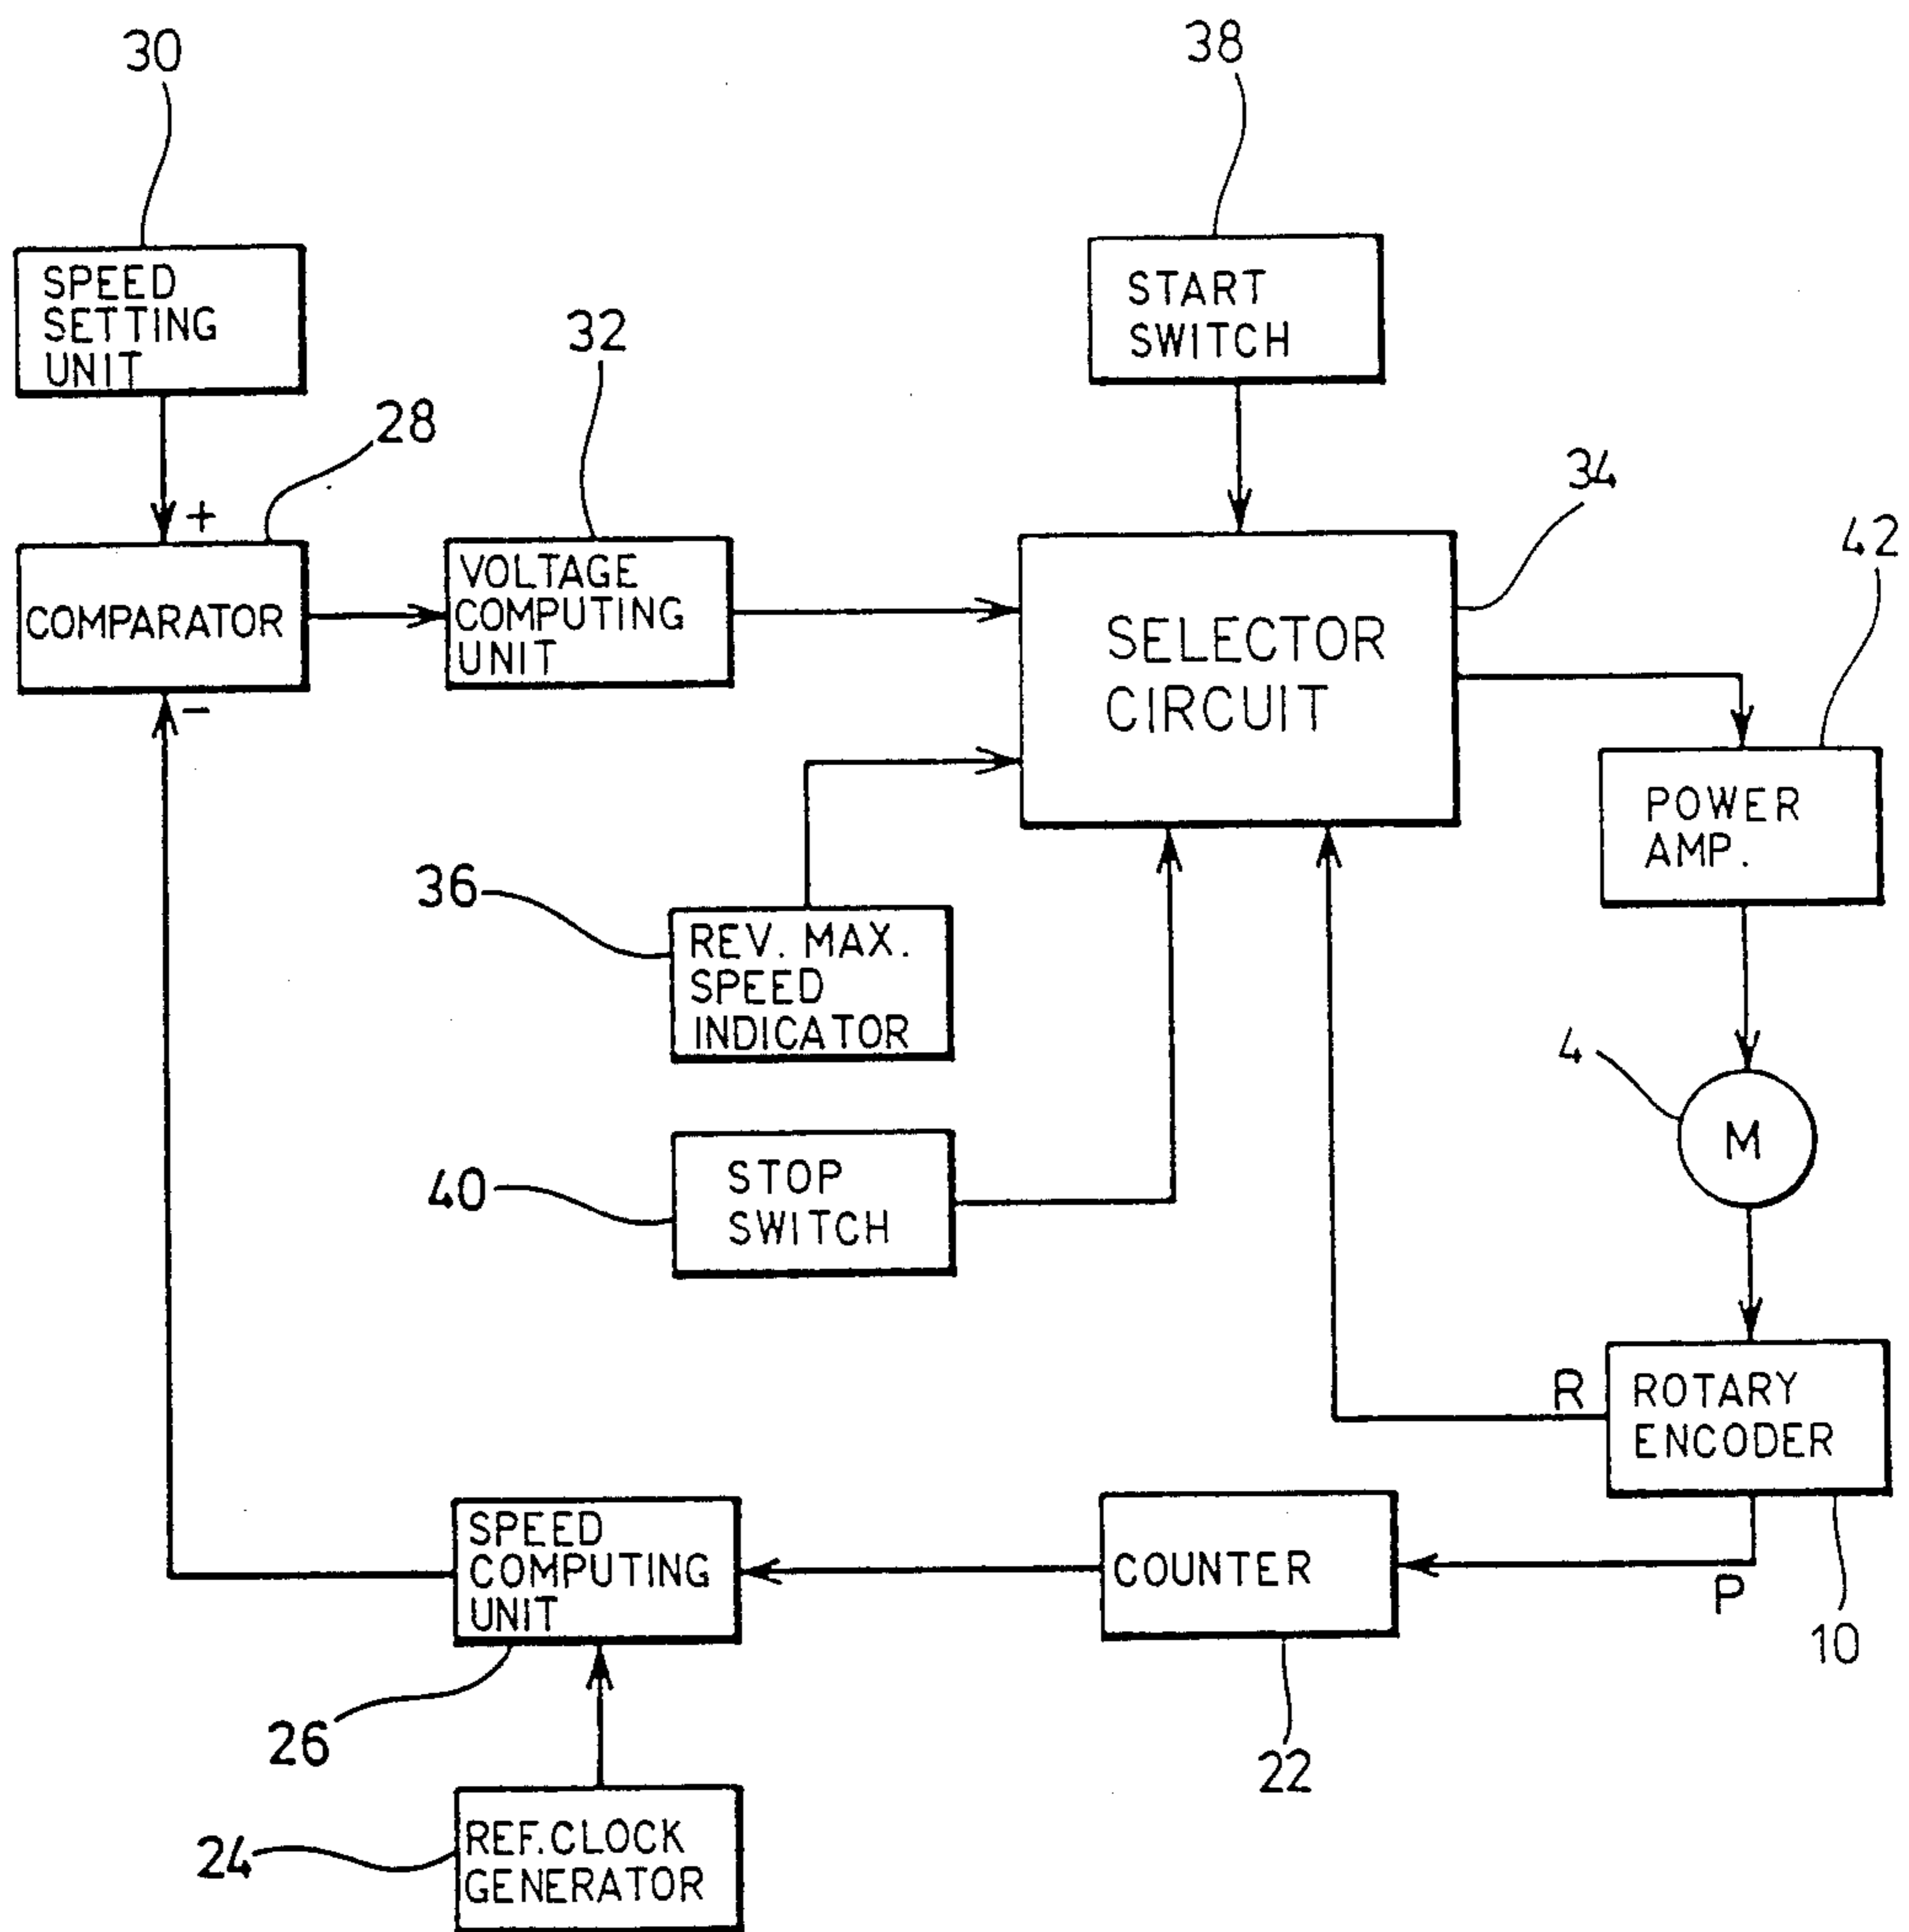 30
38
SPEED
SETTING
UNIT
START
SWITCH
32
28
34
42
+
COMPARATOR
-
VOLTAGE
COMPUTING
UNIT
SELECTOR
CIRCUIT
POWER
AMP.
36
REV. MAX.
SPEED
INDICATOR
4
M
40
STOP
SWITCH
R
ROTARY
ENCODER
SPEED
COMPUTING
UNIT
COUNTER
P
10
26
22
24
REF.CLOCK
GENERATOR